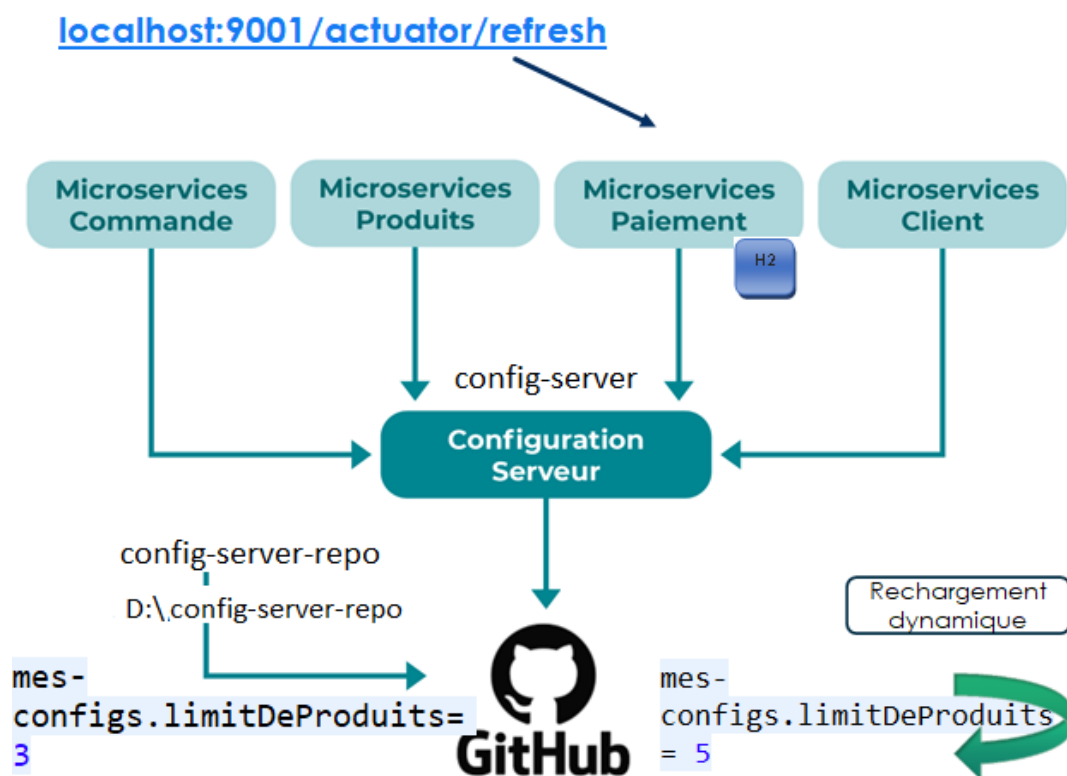 localhost:9001/actuator/refresh
Microservices
Commande
Microservices
Produits
Microservices
Paiement
H2
Microservices
Client
config-server
Configuration
Serveur
config-server-repo
D:\config-server-repo
Rechargement
dynamique
mes-
configs.limitDeProduits=
3
GitHub
mes-
configs.limitDeProduits
= 5